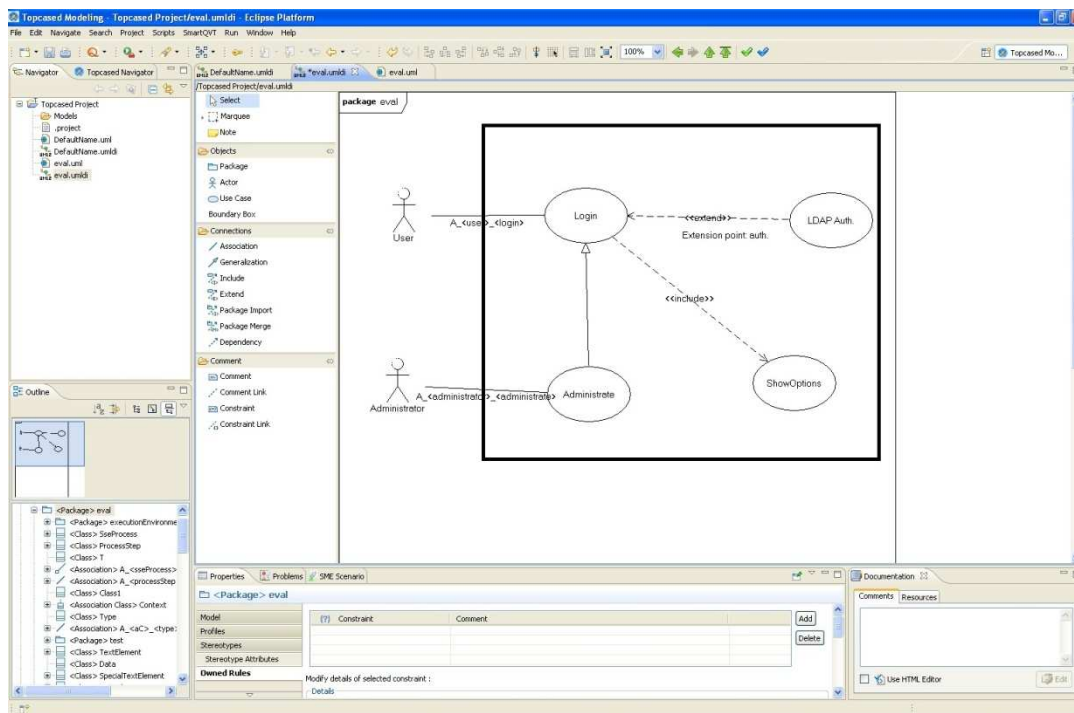 Topcased Modeling - Topcased Project/eval.umldi - Eclipse Platform
File Edit Navigate Search Project Scripts SmartQVT Run Window Help
100%
Topcased Mo...
Navigator
Topcased Navigator
DefaultName.umldi
*eval.umldi
eval.uml
/Topcased Project/eval.umldi
Topcased Project
Models
.project
DefaultName.uml
DefaultName.umldi
eval.uml
eval.umldi
Select
Marquee
Note
Objects
Package
Actor
Use Case
Boundary Box
Connections
Association
Generalization
Include
Extend
Package Import
Package Merge
Dependency
Comment
Comment
Comment Link
Constraint
Constraint Link
package eval
User
A_<user>_<login>
Login
<<extend>>
Extension point: auth.
LDAP Auth.
<<include>>
Administrator
A_<administrator>_<administrate>
Administrate
ShowOptions
Outline
<Package> eval
<Package> executionEnvironme
<Class> SseProcess
<Class> ProcessStep
<Class> T
<Association> A_<sseProcess>
<Association> A_<processStep
<Class> Class1
<Association Class> Context
<Class> Type
<Association> A_<aC>_<type>
<Package> test
<Class> TextElement
<Class> Data
<Class> SpecialTextElement
Properties
Problems
SME Scenario
<Package> eval
Model
Profiles
Stereotypes
Stereotype Attributes
Owned Rules
(?) Constraint Comment
Add
Delete
Modify details of selected constraint :
Details
Documentation
Comments
Resources
Use HTML Editor
Edit